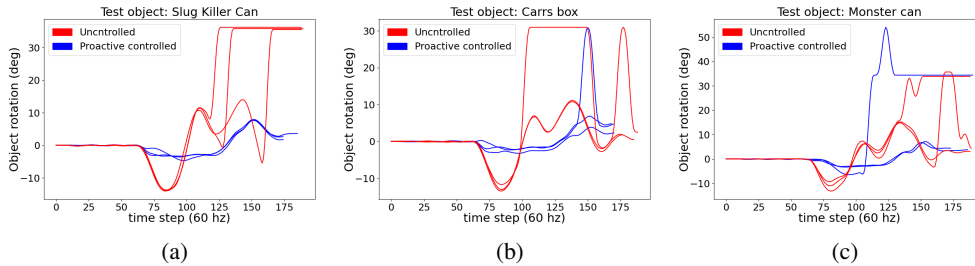 Test object: Slug Killer Can
Uncntrolled
Proactive controlled
Object rotation (deg)
30
20
10
0
−10
0 25 50 75 100 125 150 175
time step (60 hz)
(a)
Test object: Carrs box
Uncntrolled
Proactive controlled
Object rotation (deg)
30
20
10
0
−10
0 25 50 75 100 125 150 175
time step (60 hz)
(b)
Test object: Monster can
Uncntrolled
Proactive controlled
Object rotation (deg)
50
40
30
20
10
0
−10
0 25 50 75 100 125 150 175
time step (60 hz)
(c)